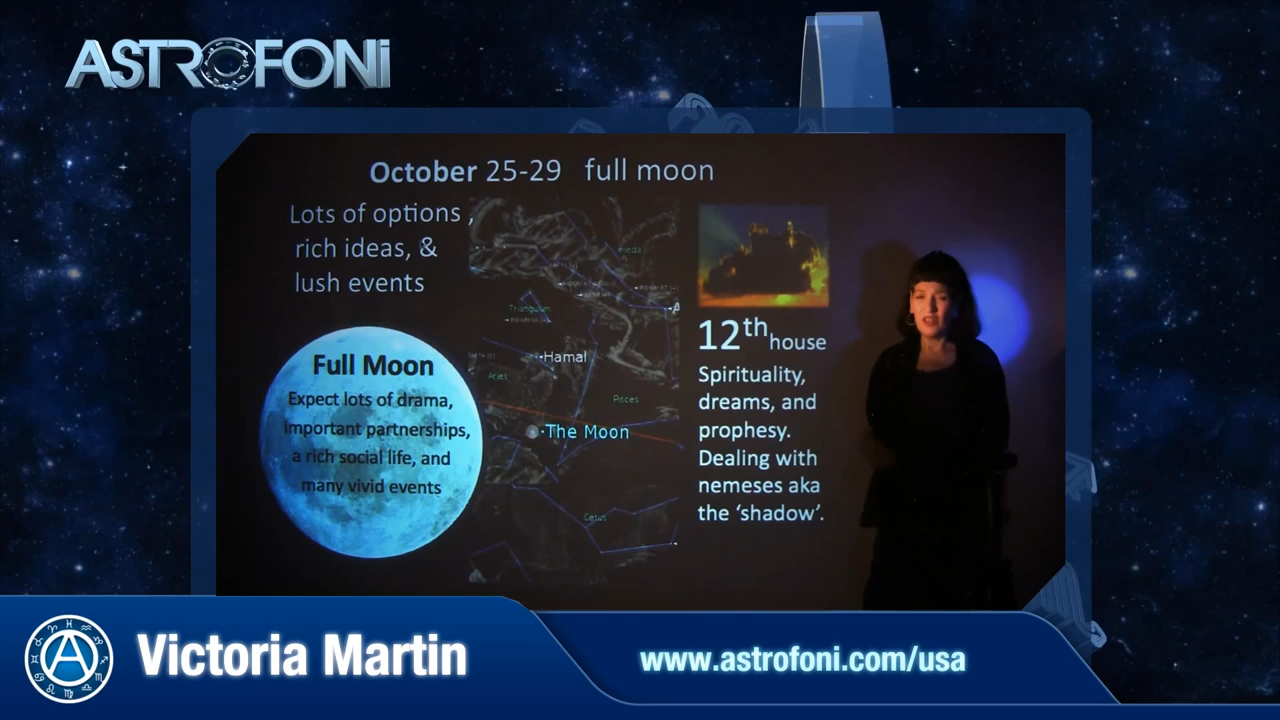 ASTROFONi
October 25-29 full moon
Lots of options ,
rich ideas, &
lush events
Full Moon
Expect lots of drama,
important partnerships,
a rich social life, and
many vivid events
Triangulum
Hamal
Aries
Pisces
The Moon
Cetus
12th house
Spirituality,
dreams, and
prophesy.
Dealing with
nemeses aka
the ‘shadow’.
Victoria Martin
www.astrofoni.com/usa